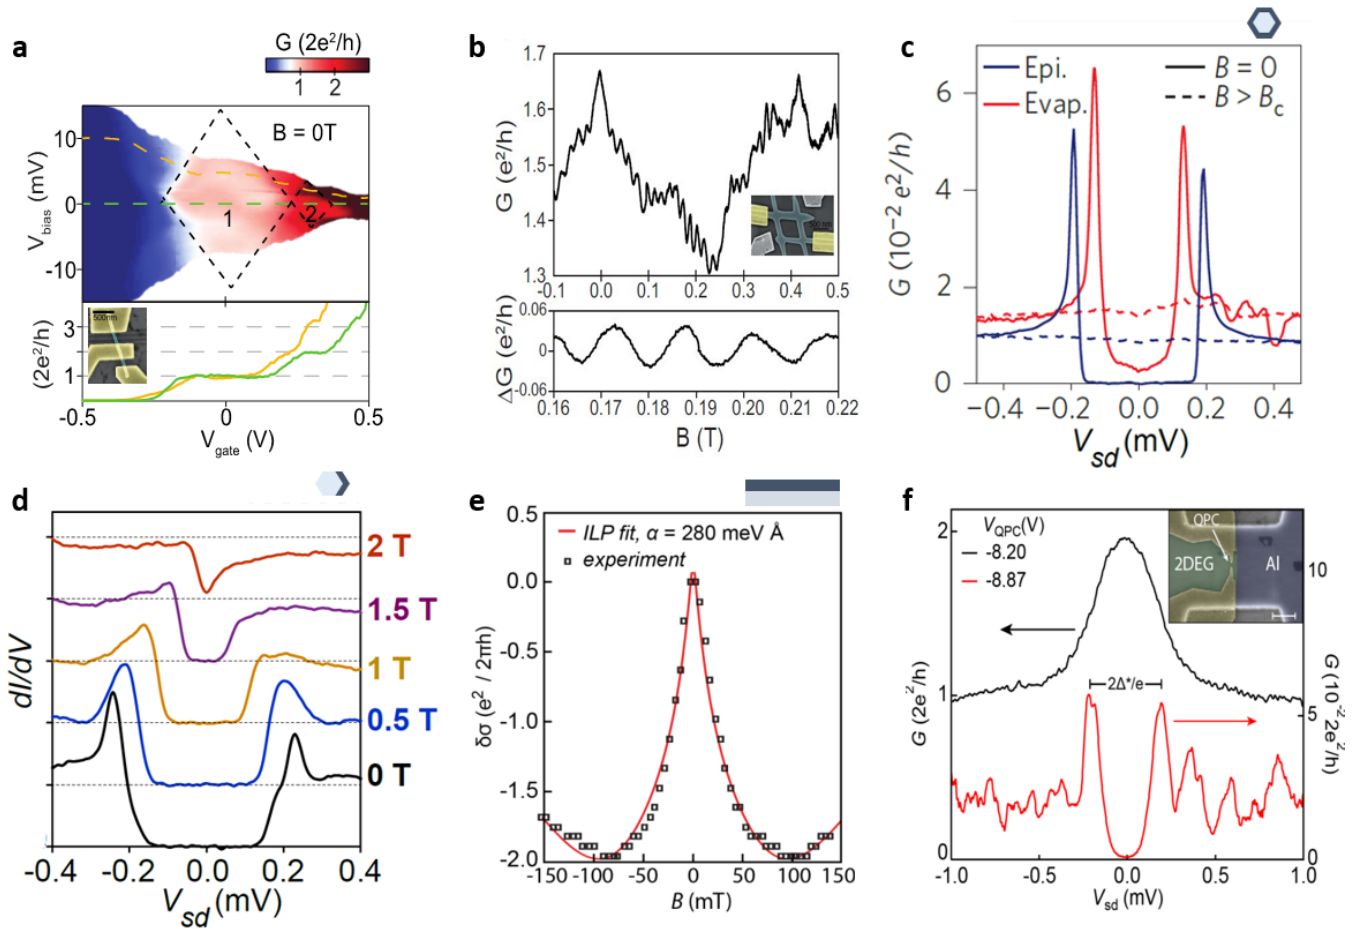 a
G (2e²/h)
1 2
B = 0T
10
0
-10
V_bias (mV)
1
2
3
1
(2e²/h)
500nm
-0.5 0 0.5
V_gate (V)
b
1.7
1.6
1.5
1.4
1.3
G (e²/h)
-0.1 0.0 0.1 0.2 0.3 0.4 0.5
0.06
0
-0.06
ΔG (e²/h)
0.16 0.17 0.18 0.19 0.20 0.21 0.22
B (T)
c
Epi. B = 0
Evap. B > B_c
6
4
2
0
G (10⁻² e²/h)
−0.4 −0.2 0.0 0.2 0.4
V_sd (mV)
d
2 T
1.5 T
1 T
0.5 T
0 T
dI/dV
-0.4 -0.2 0.0 0.2 0.4
V_sd (mV)
e
ILP fit, α = 280 meV Å
experiment
0.5
0.0
-0.5
-1.0
-1.5
-2.0
δσ (e² / 2πh)
-150 -100 -50 0 50 100 150
B (mT)
f
V_QPC(V)
-8.20
-8.87
QPC
2DEG
Al
2Δ*/e
2
1
0
G (2e²/h)
10
5
0
G (10⁻² 2e²/h)
-1.0 -0.5 0.0 0.5 1.0
V_sd (mV)